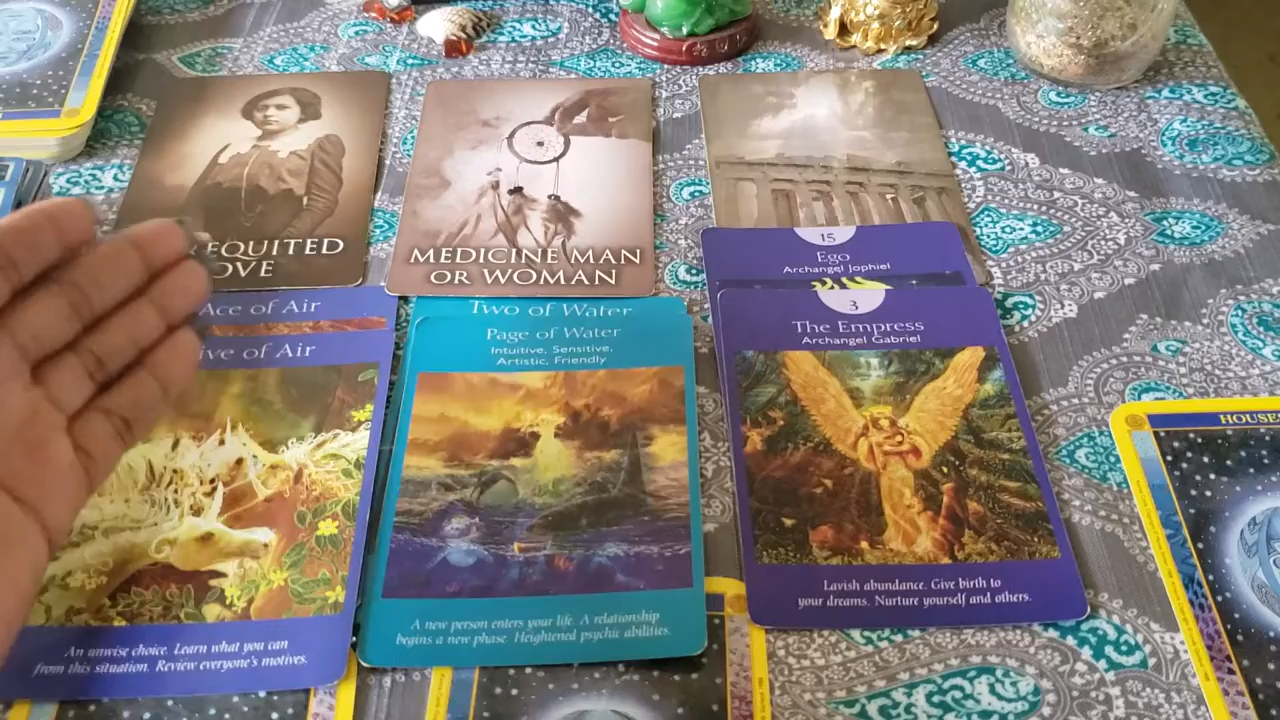 REQUITED
OVE
MEDICINE MAN
OR WOMAN
Ace of Air
ive of Air
An unwise choice. Learn what you can
from this situation. Review everyone's motives.
Two of Water
Page of Water
Intuitive, Sensitive,
Artistic, Friendly
A new person enters your life. A relationship
begins a new phase. Heightened psychic abilities.
15
Ego
Archangel Jophiel
3
The Empress
Archangel Gabriel
Lavish abundance. Give birth to
your dreams. Nurture yourself and others.
HOUSE